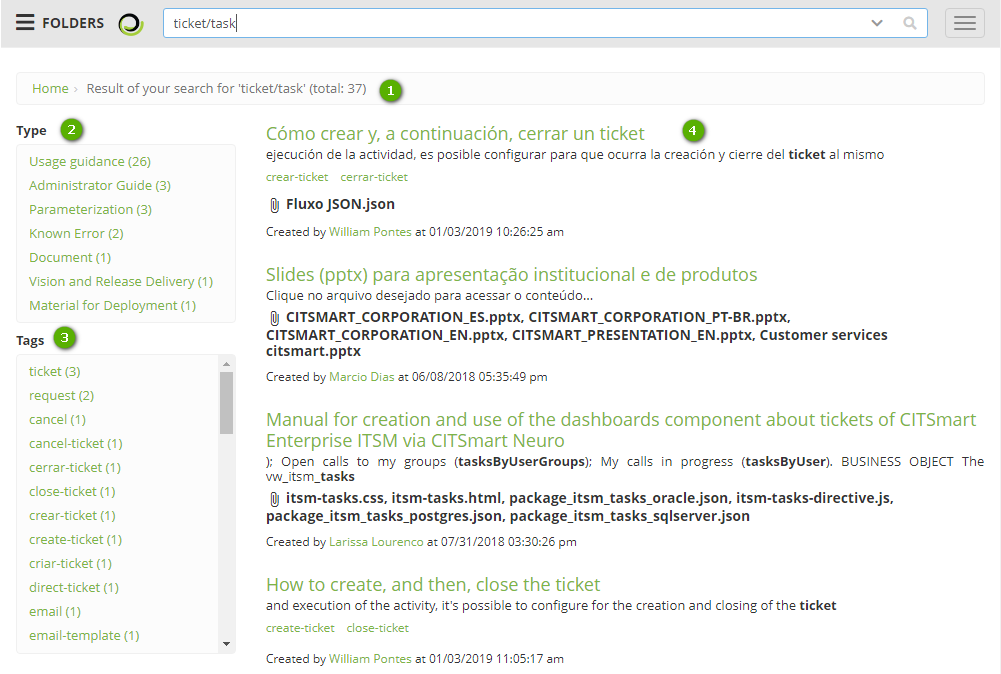 FOLDERS
ticket/task
Home › Result of your search for 'ticket/task' (total: 37) 1
Type 2
Usage guidance (26)
Administrator Guide (3)
Parameterization (3)
Known Error (2)
Document (1)
Vision and Release Delivery (1)
Material for Deployment (1)
Tags 3
ticket (3)
request (2)
cancel (1)
cancel-ticket (1)
cerrar-ticket (1)
close-ticket (1)
crear-ticket (1)
create-ticket (1)
criar-ticket (1)
direct-ticket (1)
email (1)
email-template (1)
Cómo crear y, a continuación, cerrar un ticket 4
ejecución de la actividad, es posible configurar para que ocurra la creación y cierre del ticket al mismo
crear-ticket cerrar-ticket
Fluxo JSON.json
Created by William Pontes at 01/03/2019 10:26:25 am
Slides (pptx) para apresentação institucional e de produtos
Clique no arquivo desejado para acessar o conteúdo...
CITSMART_CORPORATION_ES.pptx, CITSMART_CORPORATION_PT-BR.pptx,
CITSMART_CORPORATION_EN.pptx, CITSMART_PRESENTATION_EN.pptx, Customer services
citsmart.pptx
Created by Marcio Dias at 06/08/2018 05:35:49 pm
Manual for creation and use of the dashboards component about tickets of CITSmart
Enterprise ITSM via CITSmart Neuro
); Open calls to my groups (tasksByUserGroups); My calls in progress (tasksByUser). BUSINESS OBJECT The
vw_itsm_tasks
itsm-tasks.css, itsm-tasks.html, package_itsm_tasks_oracle.json, itsm-tasks-directive.js,
package_itsm_tasks_postgres.json, package_itsm_tasks_sqlserver.json
Created by Larissa Lourenco at 07/31/2018 03:30:26 pm
How to create, and then, close the ticket
and execution of the activity, it's possible to configure for the creation and closing of the ticket
create-ticket close-ticket
Created by William Pontes at 01/03/2019 11:05:17 am